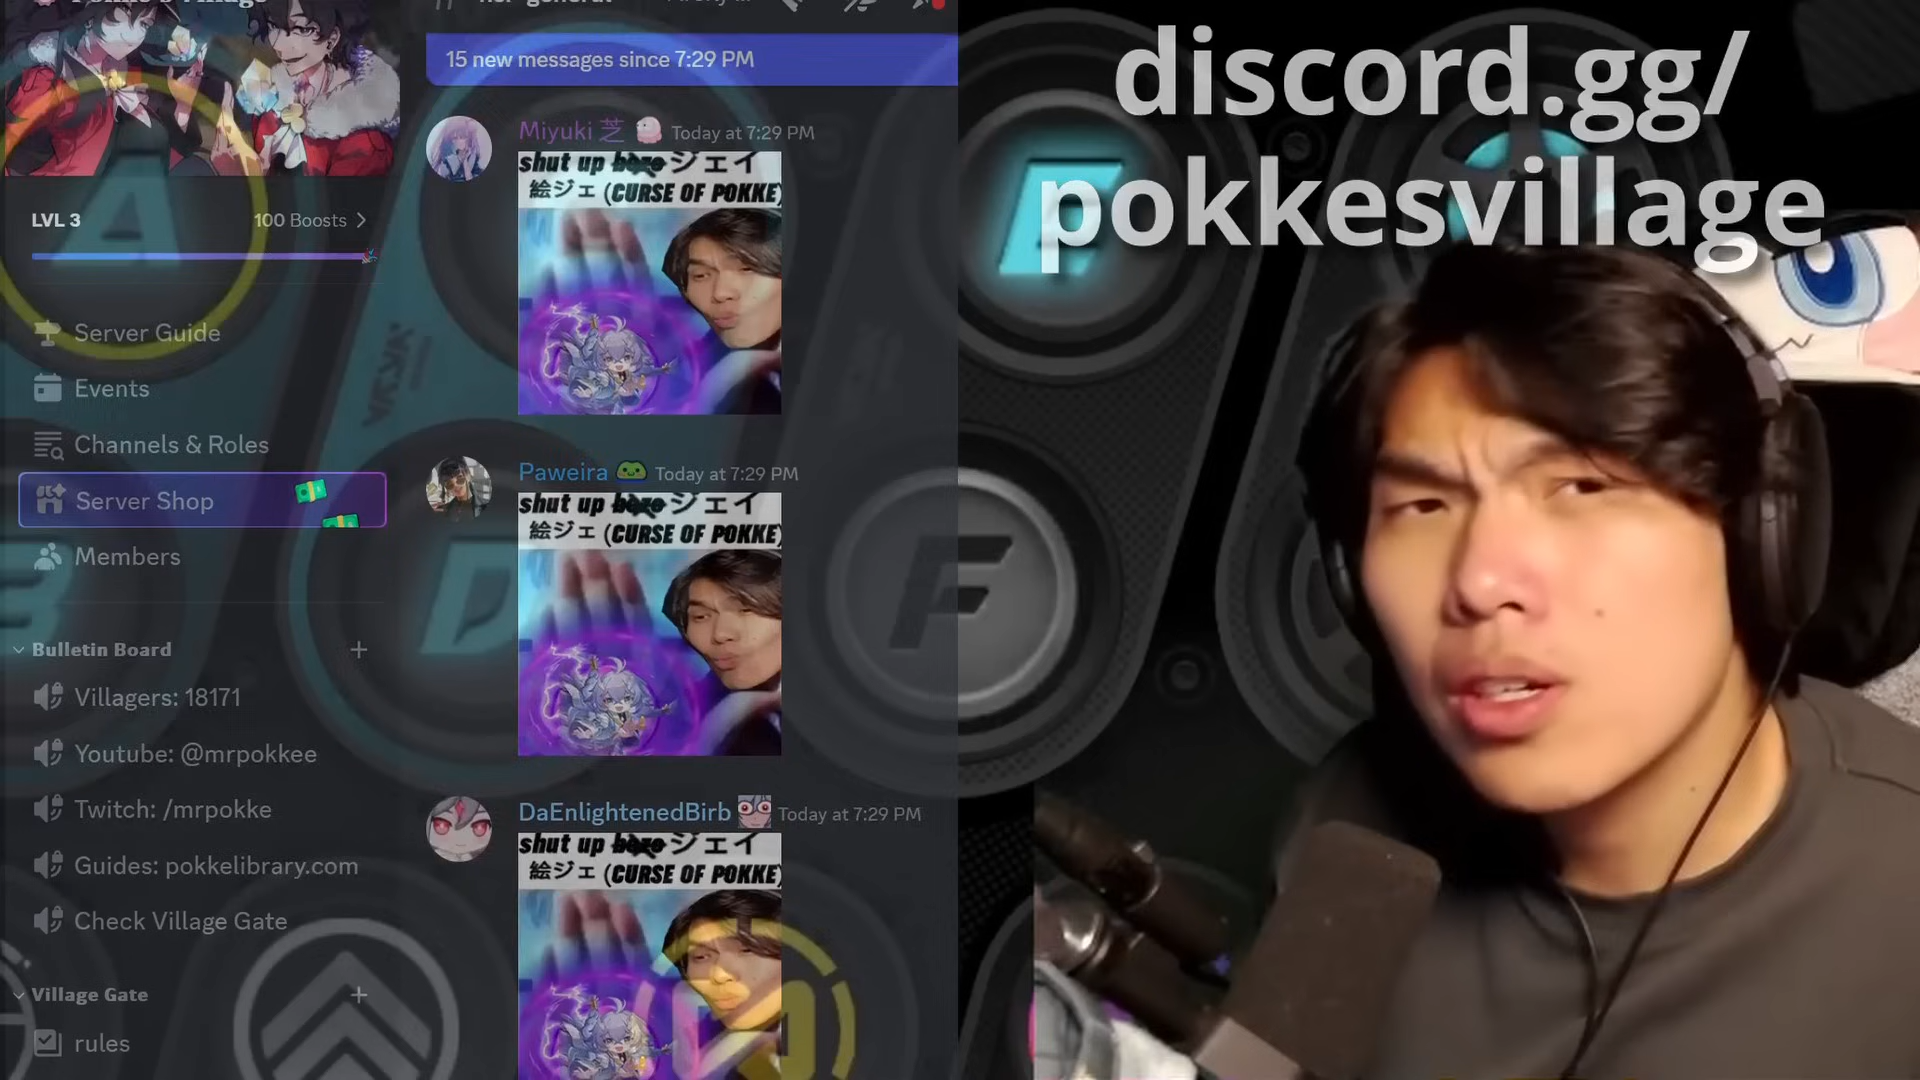 15 new messages since 7:29 PM
LVL 3
100 Boosts
Server Guide
Events
Channels & Roles
Server Shop
Members
Bulletin Board
Villagers: 18171
Youtube: @mrpokkee
Twitch: /mrpokke
Guides: pokkelibrary.com
Check Village Gate
Village Gate
rules
Miyuki 芝 Today at 7:29 PM
shut up bozo ジェイ
絵ジェ (CURSE OF POKKE)
Paweira Today at 7:29 PM
shut up bozo ジェイ
絵ジェ (CURSE OF POKKE)
DaEnlightenedBirb Today at 7:29 PM
shut up bozo ジェイ
絵ジェ (CURSE OF POKKE)
discord.gg/
pokkesvillage
A
D
F